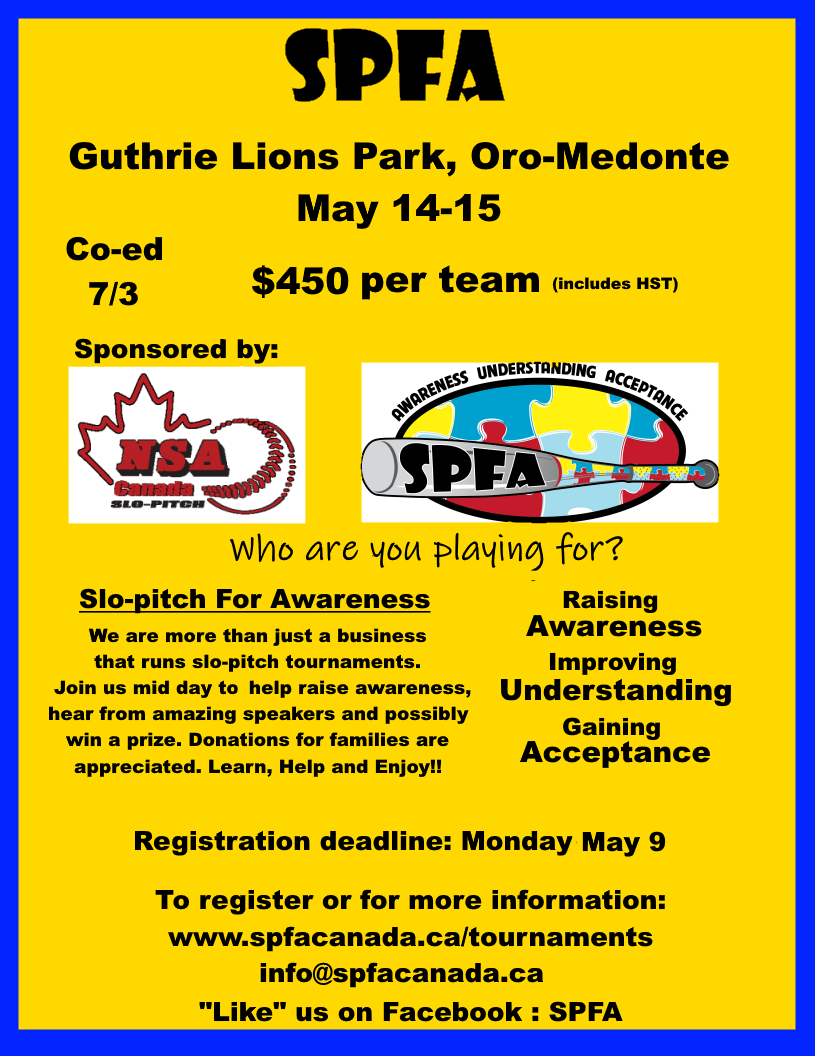 SPFA
Guthrie Lions Park, Oro-Medonte
May 14-15
Co-ed
7/3
$450 per team (includes HST)
Sponsored by:
NSA
Canada
SLO-PITCH
AWARENESS UNDERSTANDING ACCEPTANCE
SPFA
Who are you playing for?
Slo-pitch For Awareness
We are more than just a business
that runs slo-pitch tournaments.
Join us mid day to help raise awareness,
hear from amazing speakers and possibly
win a prize. Donations for families are
appreciated. Learn, Help and Enjoy!!
Raising
Awareness
Improving
Understanding
Gaining
Acceptance
Registration deadline: Monday May 9
To register or for more information:
www.spfacanada.ca/tournaments
info@spfacanada.ca
"Like" us on Facebook : SPFA